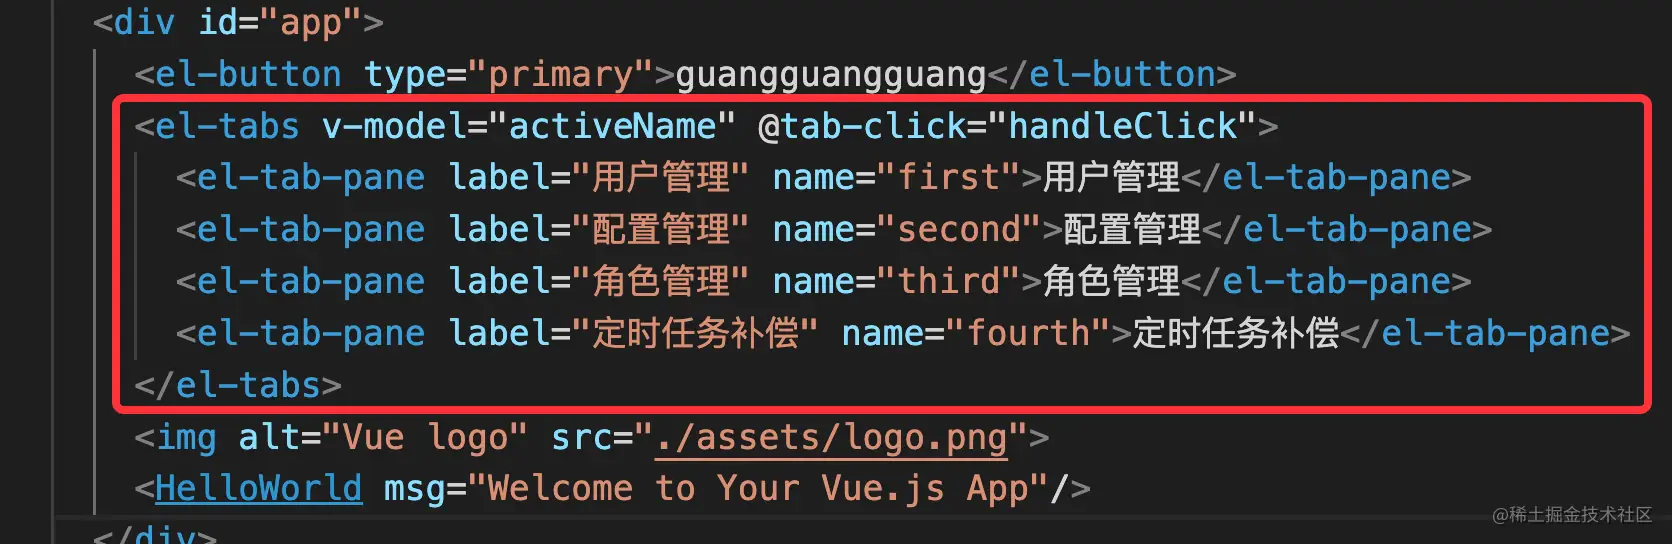 <div id="app">
<el-button type="primary">guangguangguang</el-button>
<el-tabs v-model="activeName" @tab-click="handleClick">
<el-tab-pane label="用户管理" name="first">用户管理</el-tab-pane>
<el-tab-pane label="配置管理" name="second">配置管理</el-tab-pane>
<el-tab-pane label="角色管理" name="third">角色管理</el-tab-pane>
<el-tab-pane label="定时任务补偿" name="fourth">定时任务补偿</el-tab-pane>
</el-tabs>
<img alt="Vue logo" src="./assets/logo.png">
<HelloWorld msg="Welcome to Your Vue.js App"/>
</div>
@稀土掘金技术社区